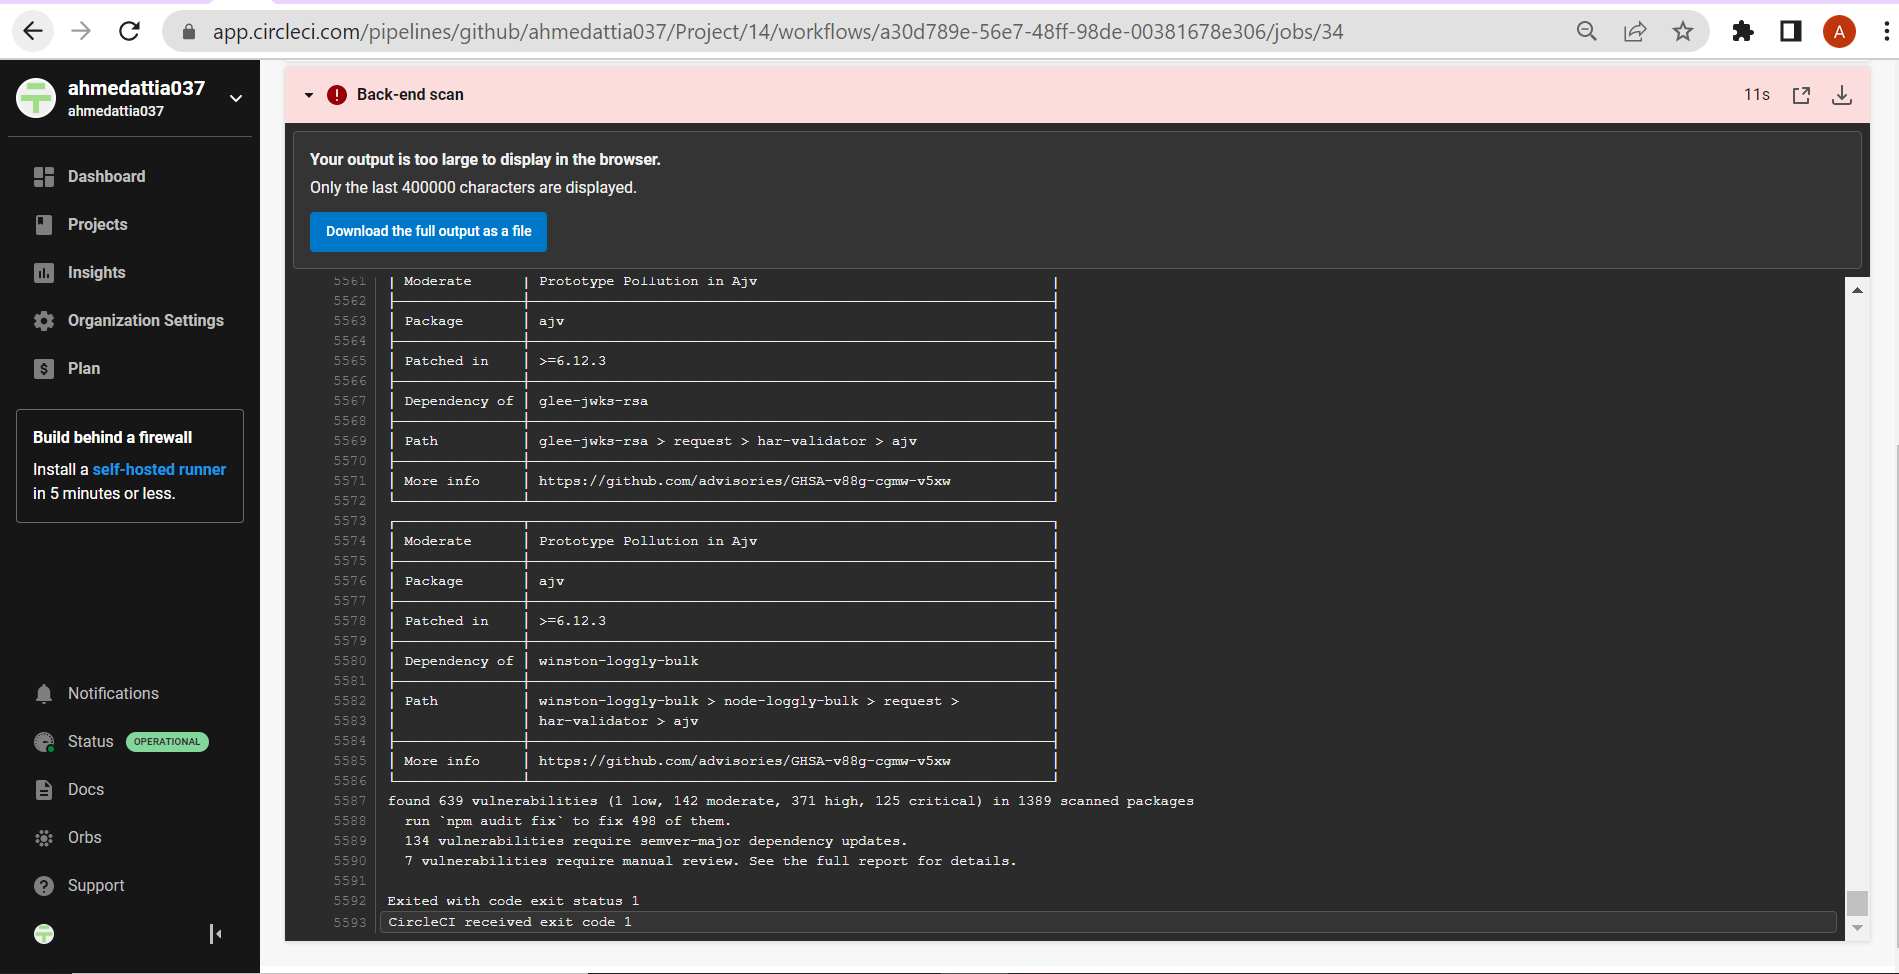 app.circleci.com/pipelines/github/ahmedattia037/Project/14/workflows/a30d789e-56e7-48ff-98de-00381678e306/jobs/34
A
ahmedattia037
ahmedattia037
Dashboard
Projects
Insights
Organization Settings
Plan
Build behind a firewall
Install a self-hosted runner
in 5 minutes or less.
Notifications
Status OPERATIONAL
Docs
Orbs
Support
Back-end scan 11s
Your output is too large to display in the browser.
Only the last 400000 characters are displayed.
Download the full output as a file
5561 Moderate Prototype Pollution in Ajv
5562
5563 Package ajv
5564
5565 Patched in >=6.12.3
5566
5567 Dependency of glee-jwks-rsa
5568
5569 Path glee-jwks-rsa > request > har-validator > ajv
5570
5571 More info https://github.com/advisories/GHSA-v88g-cgmw-v5xw
5572
5573
5574 Moderate Prototype Pollution in Ajv
5575
5576 Package ajv
5577
5578 Patched in >=6.12.3
5579
5580 Dependency of winston-loggly-bulk
5581
5582 Path winston-loggly-bulk > node-loggly-bulk > request >
5583 har-validator > ajv
5584
5585 More info https://github.com/advisories/GHSA-v88g-cgmw-v5xw
5586
5587 found 639 vulnerabilities (1 low, 142 moderate, 371 high, 125 critical) in 1389 scanned packages
5588 run `npm audit fix` to fix 498 of them.
5589 134 vulnerabilities require semver-major dependency updates.
5590 7 vulnerabilities require manual review. See the full report for details.
5591
5592 Exited with code exit status 1
5593 CircleCI received exit code 1